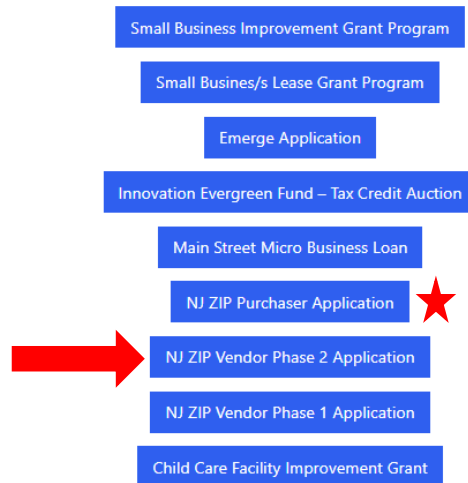 Small Business Improvement Grant Program
Small Busines/s Lease Grant Program
Emerge Application
Innovation Evergreen Fund – Tax Credit Auction
Main Street Micro Business Loan
NJ ZIP Purchaser Application
NJ ZIP Vendor Phase 2 Application
NJ ZIP Vendor Phase 1 Application
Child Care Facility Improvement Grant